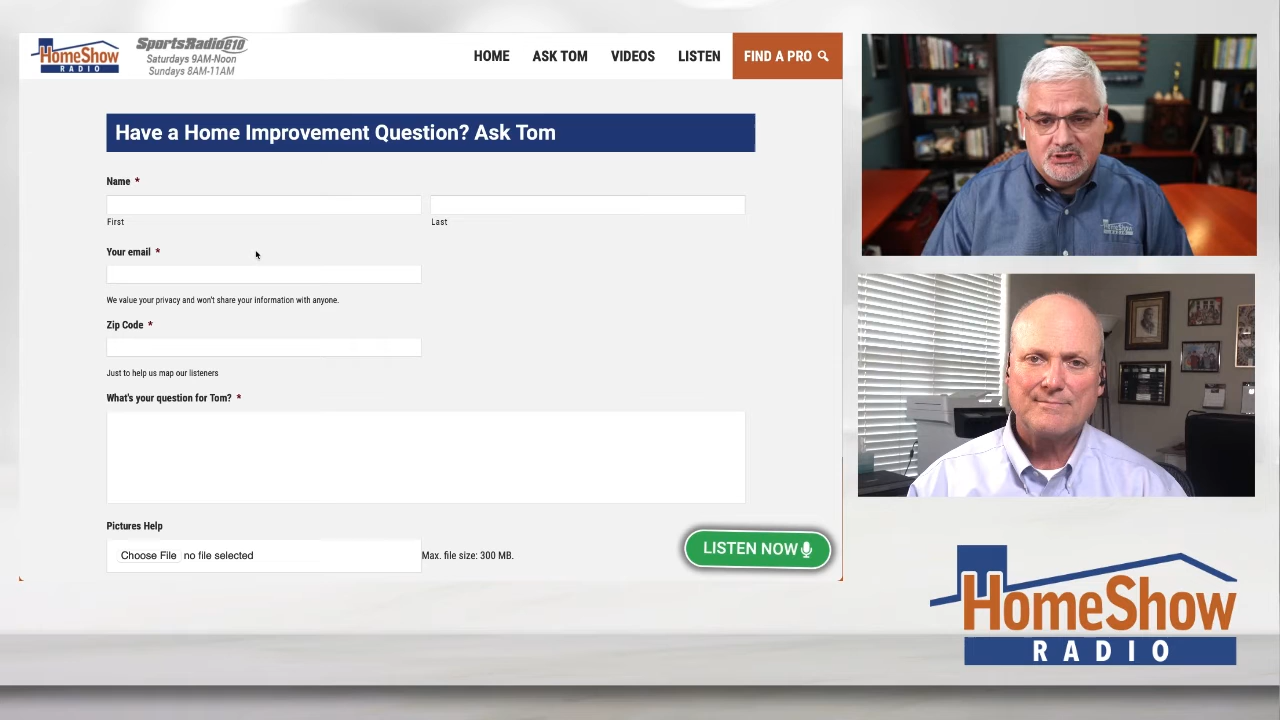 HomeShow
RADIO
SportsRadio610
Saturdays 9AM-Noon
Sundays 8AM-11AM
HOME
ASK TOM
VIDEOS
LISTEN
FIND A PRO
Have a Home Improvement Question? Ask Tom
Name *
First
Last
Your email *
We value your privacy and won't share your information with anyone.
Zip Code *
Just to help us map our listeners
What's your question for Tom? *
Pictures Help
Choose File no file selected
Max. file size: 300 MB.
LISTEN NOW
HomeShow
RADIO